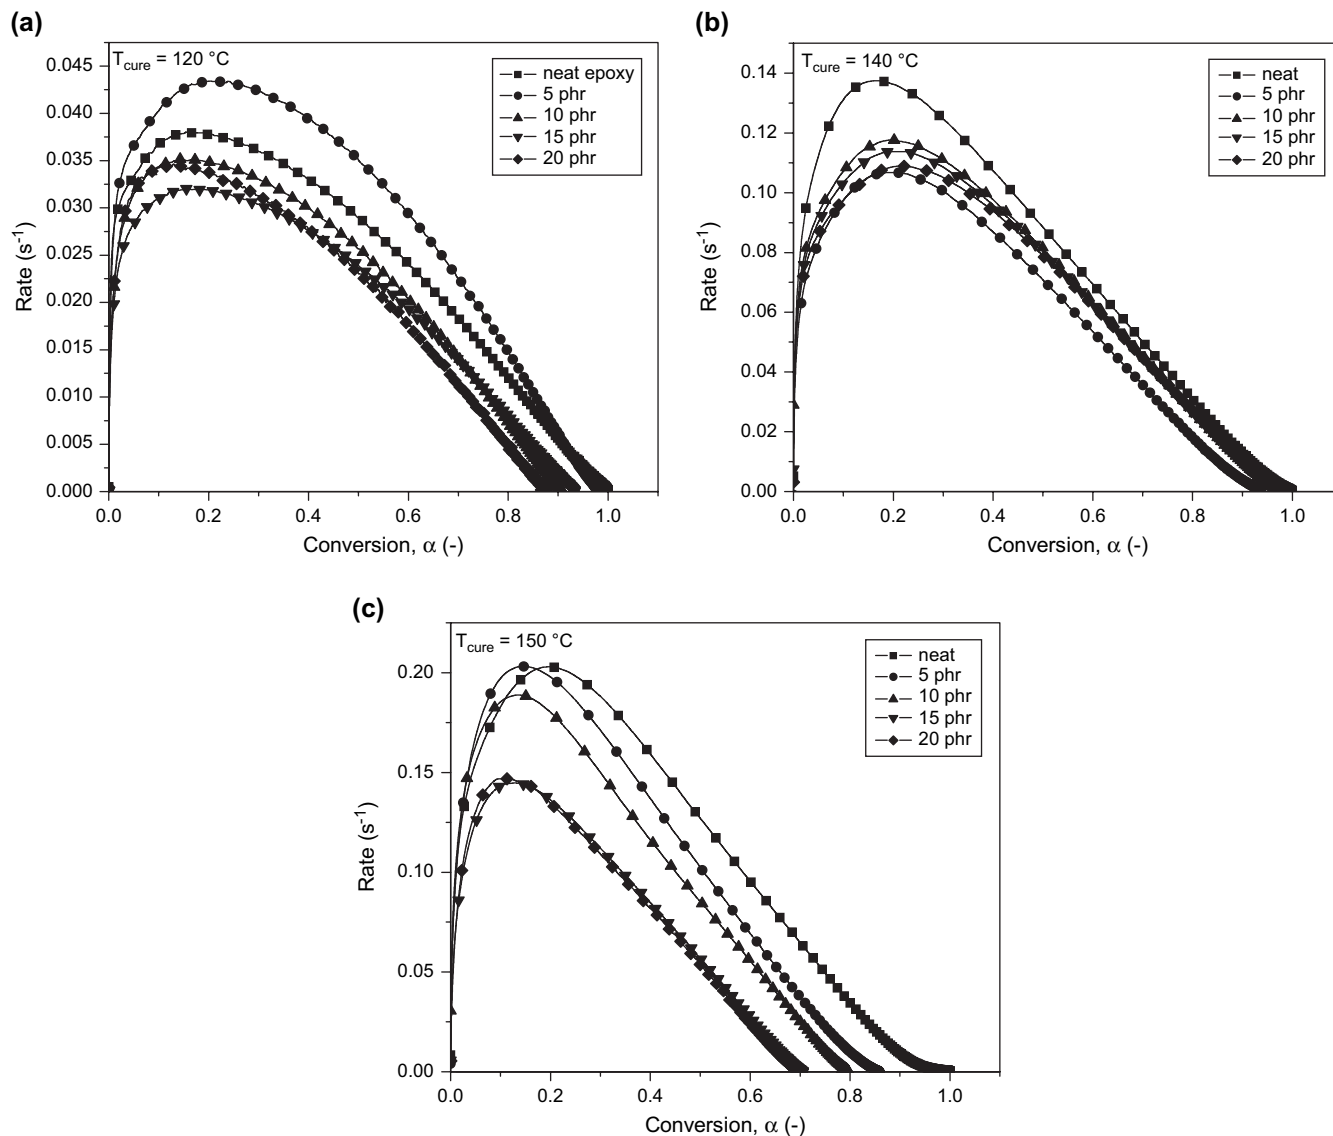 (a)
T_cure = 120 °C
neat epoxy
5 phr
10 phr
15 phr
20 phr
Rate (s⁻¹)
0.045
0.040
0.035
0.030
0.025
0.020
0.015
0.010
0.005
0.000
0.0 0.2 0.4 0.6 0.8 1.0
Conversion, α (-)
(b)
T_cure = 140 °C
neat
5 phr
10 phr
15 phr
20 phr
Rate (s⁻¹)
0.14
0.12
0.10
0.08
0.06
0.04
0.02
0.00
0.0 0.2 0.4 0.6 0.8 1.0
Conversion, α (-)
(c)
T_cure = 150 °C
neat
5 phr
10 phr
15 phr
20 phr
Rate (s⁻¹)
0.20
0.15
0.10
0.05
0.00
0.0 0.2 0.4 0.6 0.8 1.0
Conversion, α (-)